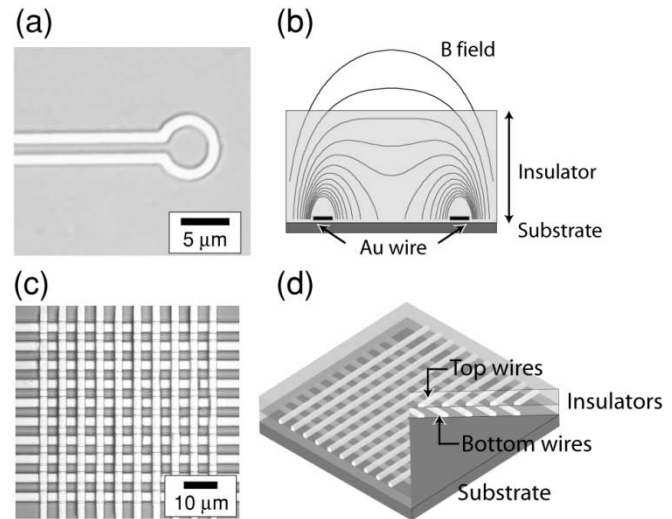 (a)
5 μm
(b)
B field
Insulator
Substrate
Au wire
(c)
10 μm
(d)
Top wires
Insulators
Bottom wires
Substrate